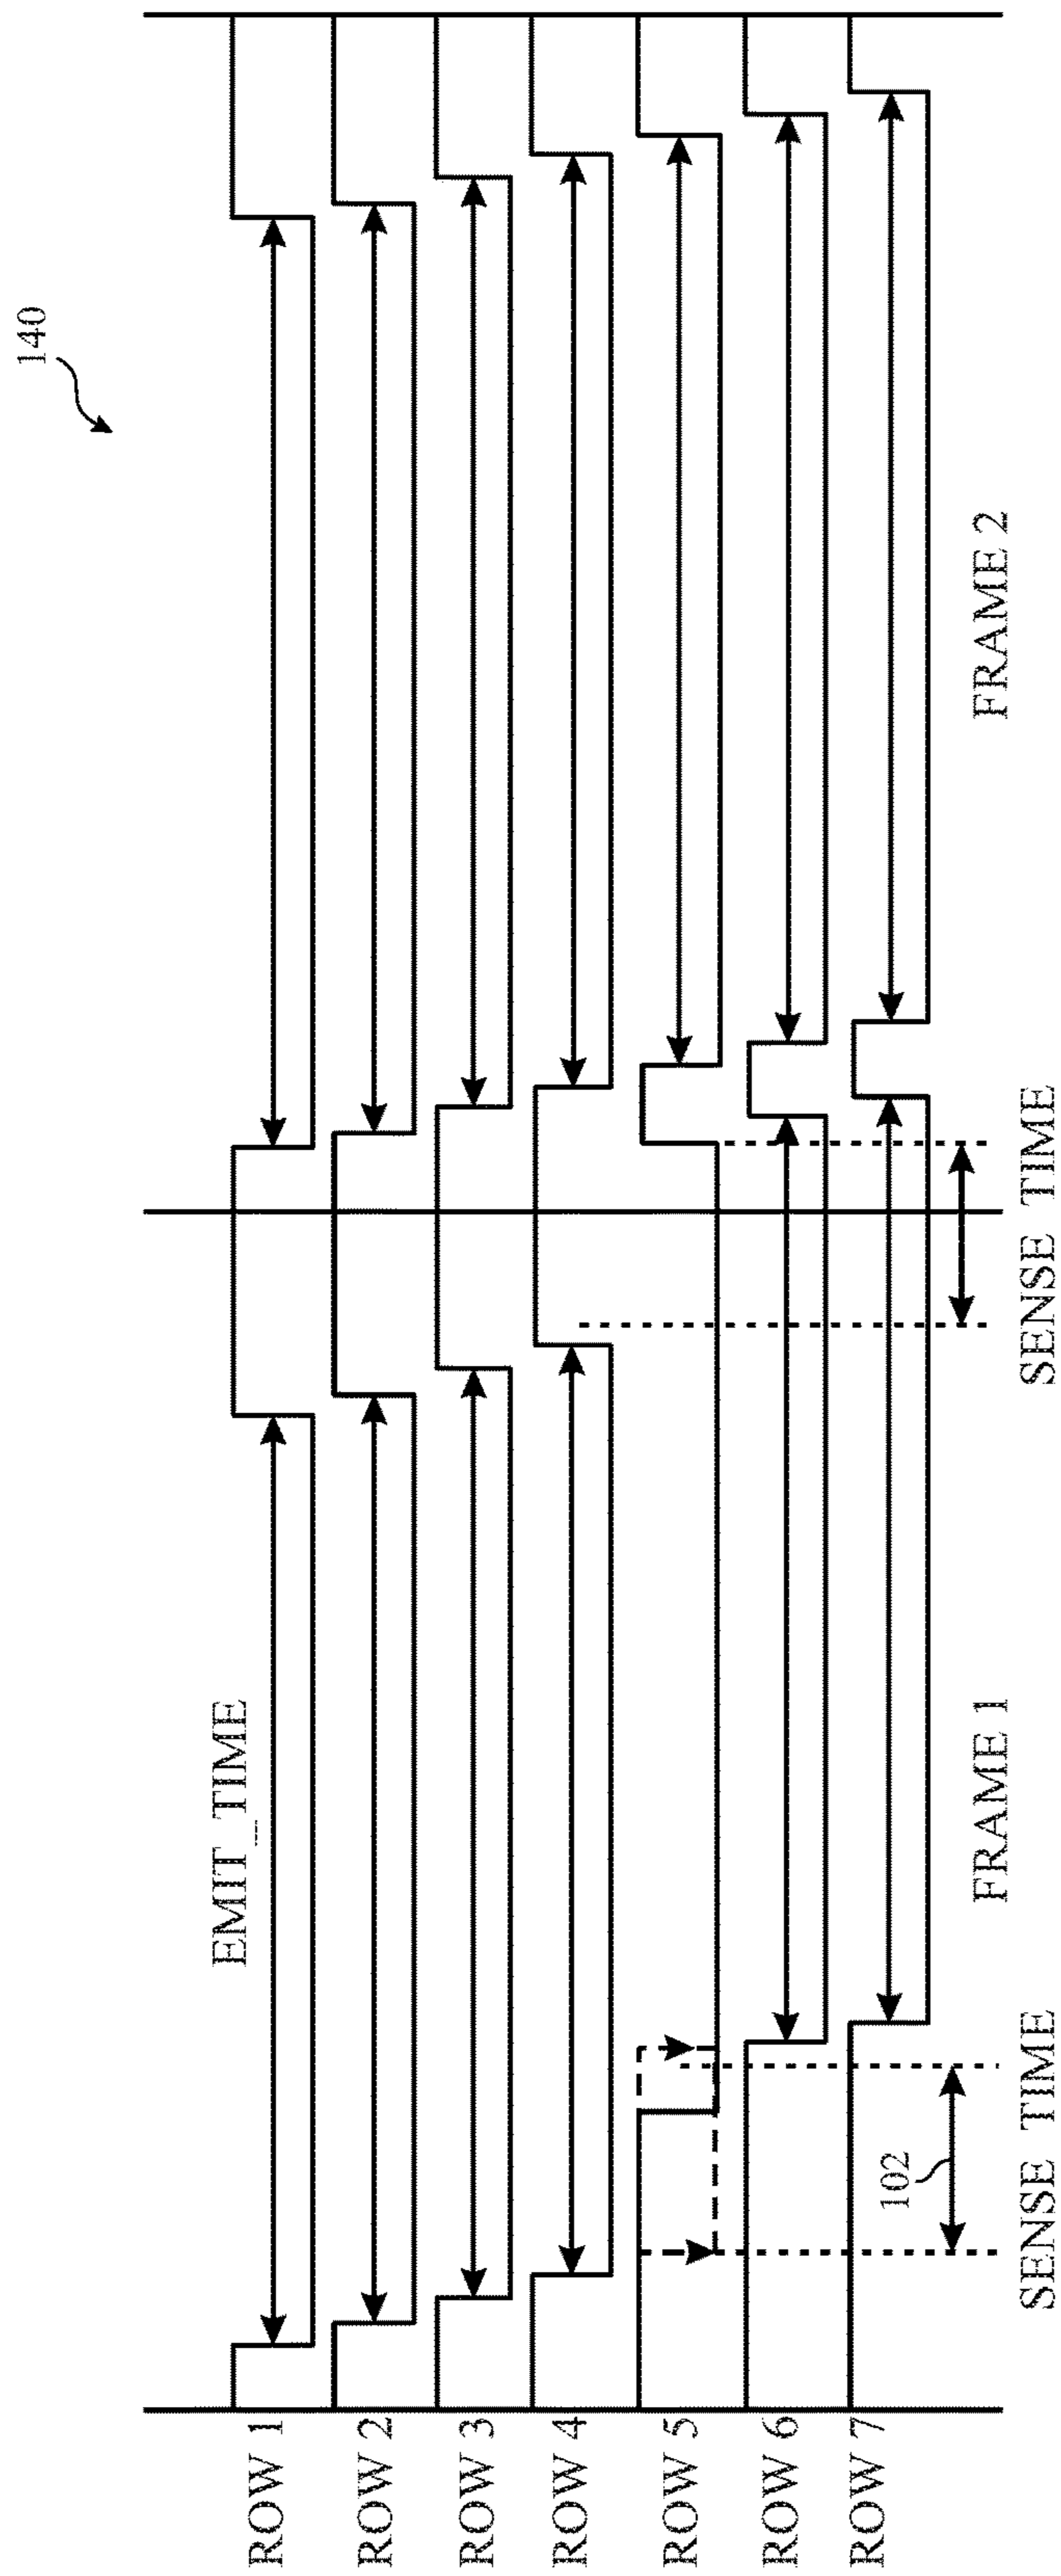 140
EMIT_TIME
ROW 1
ROW 2
ROW 3
ROW 4
ROW 5
ROW 6
ROW 7
102
FRAME 1
FRAME 2
SENSE TIME
SENSE TIME